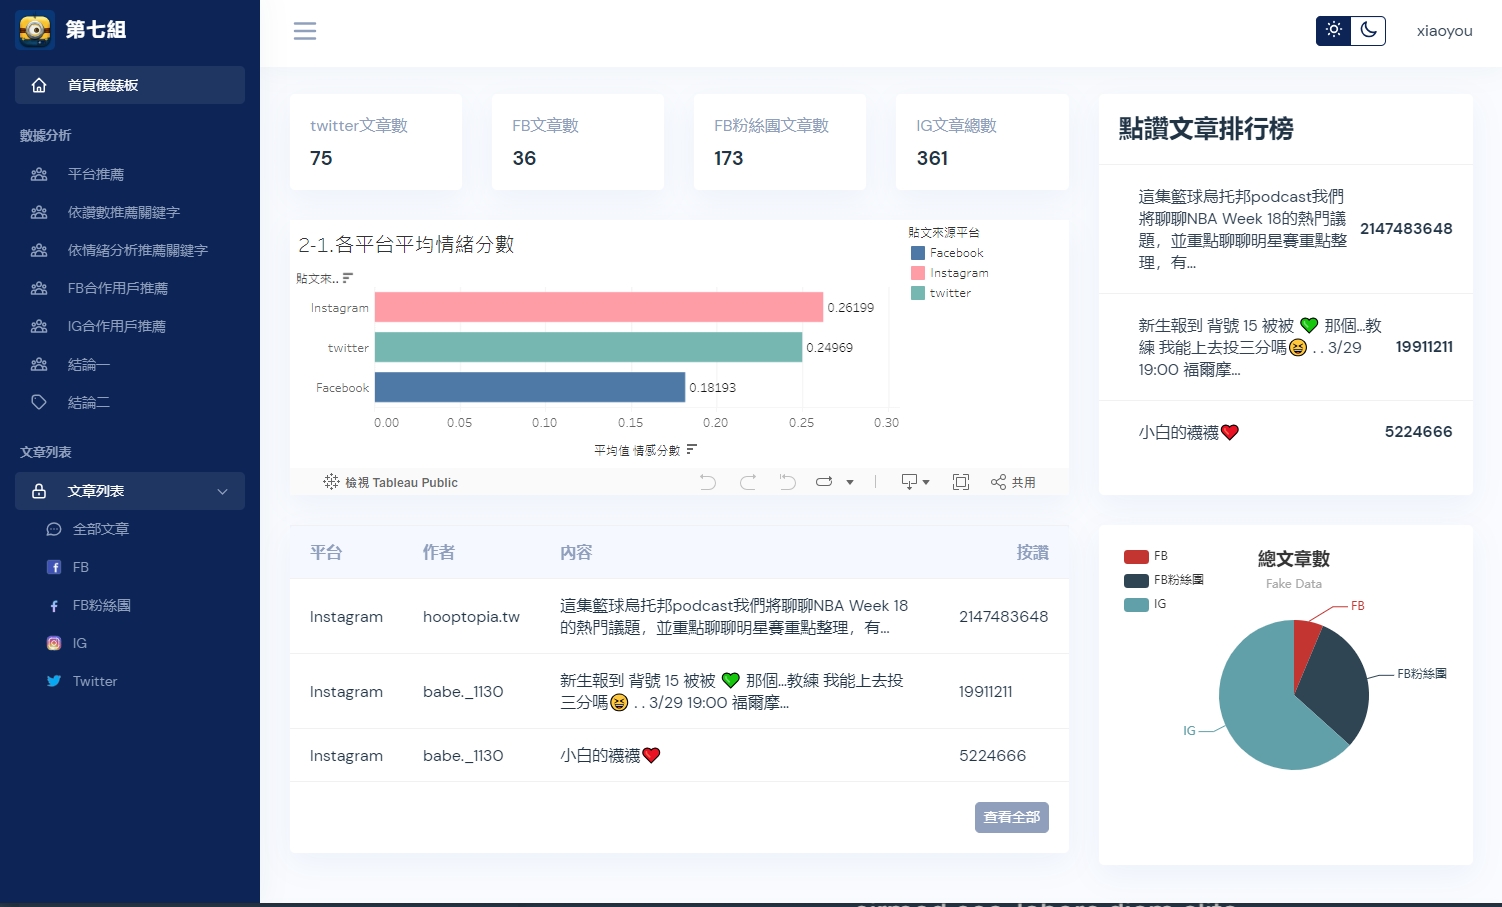 第七組
首頁儀錶板
數據分析
平台推薦
依讚數推薦關鍵字
依情緒分析推薦關鍵字
FB合作用戶推薦
IG合作用戶推薦
結論一
結論二
文章列表
文章列表
全部文章
FB
FB粉絲團
IG
Twitter
xiaoyou
twitter文章數
75
FB文章數
36
FB粉絲團文章數
173
IG文章總數
361
2-1.各平台平均情緒分數
貼文來..
Instagram
0.26199
twitter
0.24969
Facebook
0.18193
0.00 0.05 0.10 0.15 0.20 0.25 0.30
平均值 情感分數
貼文來源平台
Facebook
Instagram
twitter
檢視 Tableau Public
共用
點讚文章排行榜
這集籃球烏托邦podcast我們
將聊聊NBA Week 18的熱門議
題，並重點聊聊明星賽重點整
理，有...
2147483648
新生報到 背號 15 被被 💚 那個...教
練 我能上去投三分嗎😆 . . 3/29
19:00 福爾摩...
19911211
小白的襪襪❤️
5224666
平台 作者 內容 按讚
Instagram hooptopia.tw 這集籃球烏托邦podcast我們將聊聊NBA Week 18
的熱門議題，並重點聊聊明星賽重點整理，有... 2147483648
Instagram babe._1130 新生報到 背號 15 被被 💚 那個...教練 我能上去投
三分嗎😆 . . 3/29 19:00 福爾摩... 19911211
Instagram babe._1130 小白的襪襪❤️ 5224666
查看全部
FB
FB粉絲團
IG
總文章數
Fake Data
FB
FB粉絲團
IG